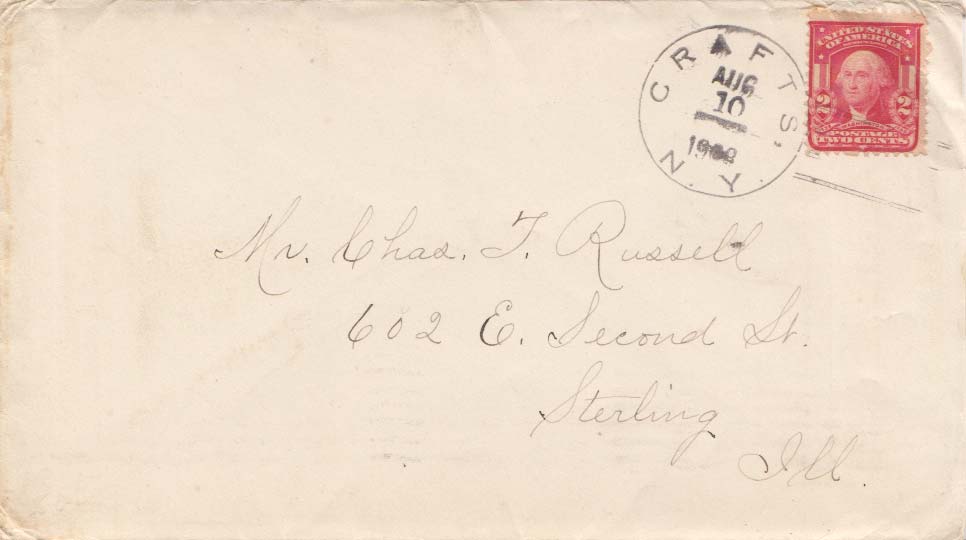 CRAFTS,
AUG
10
N.Y.
UNITED STATES
OF AMERICA
2 2
POSTAGE
TWO CENTS
Mr. Chas. T. Russell
602 E. Second St.
Sterling
Ill.